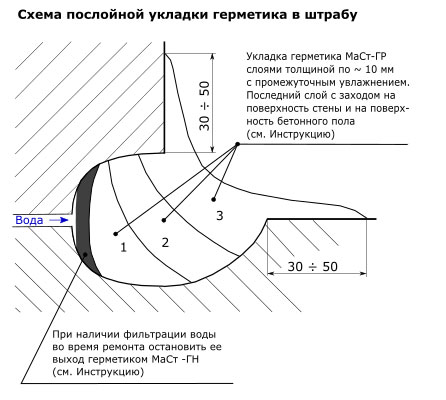 Схема послойной укладки герметика в штрабу
Укладка герметика МаСт-ГР
слоями толщиной по ~ 10 мм
с промежуточным увлажнением.
Последний слой с заходом на
поверхность стены и на поверх-
ность бетонного пола
(см. Инструкцию)
30 ÷ 50
Вода
1
2
3
30 ÷ 50
При наличии фильтрации воды
во время ремонта остановить ее
выход герметиком МаСт -ГН
(см. Инструкцию)